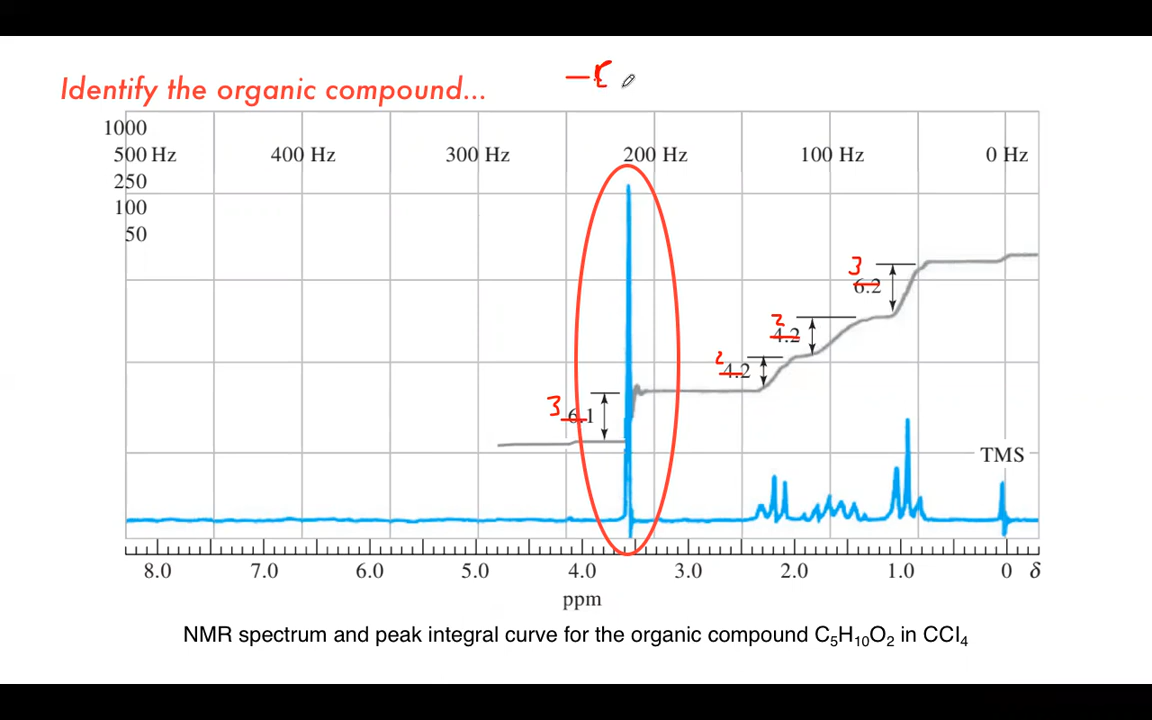 Identify the organic compound...
1000
500 Hz 400 Hz 300 Hz 200 Hz 100 Hz 0 Hz
250
100
50
3
6.2
2
4.2
2
4.2
3
6.1
TMS
8.0 7.0 6.0 5.0 4.0 3.0 2.0 1.0 0 δ
ppm
NMR spectrum and peak integral curve for the organic compound C₅H₁₀O₂ in CCl₄